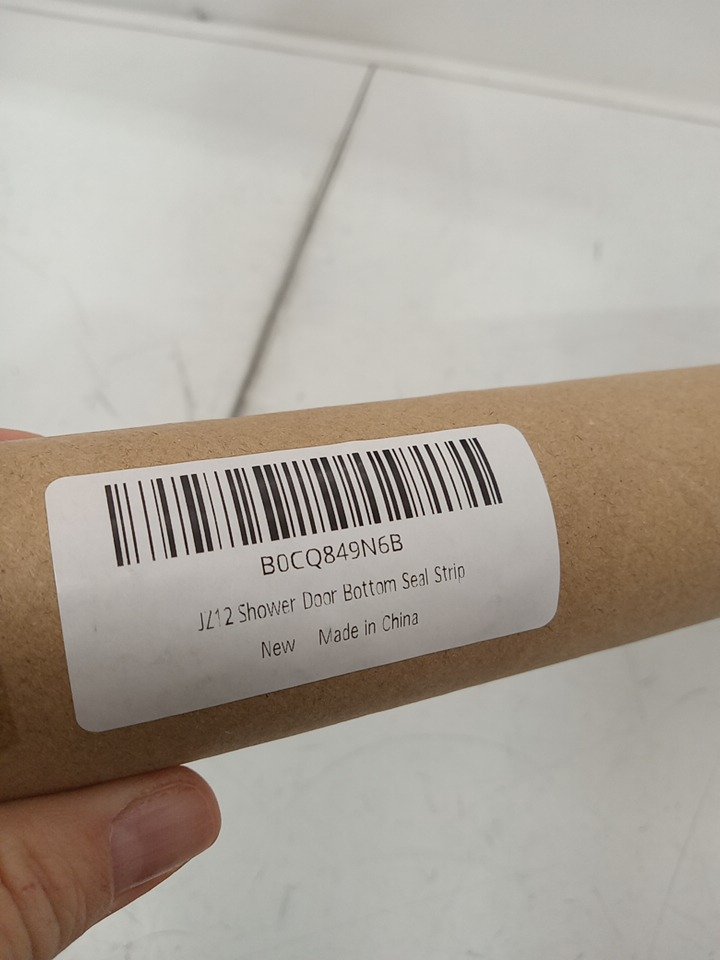 B0CQ849N6B
JZ12 Shower Door Bottom Seal Strip
New Made in China